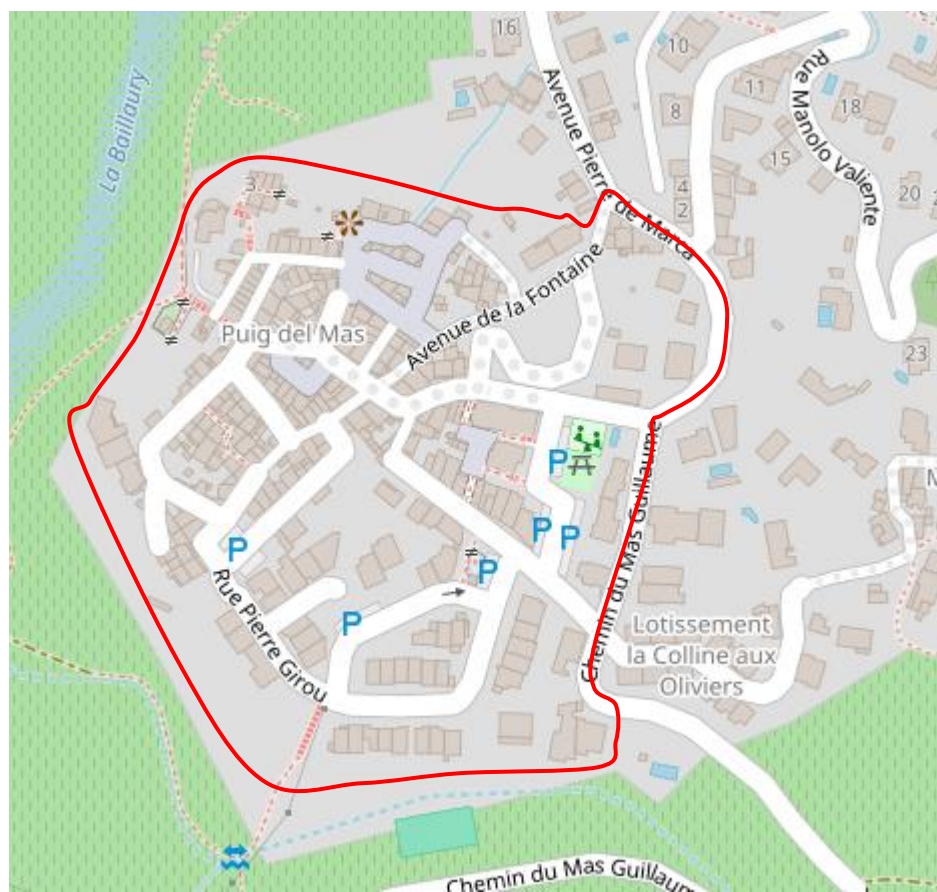 16
10
Avenue Pierre de Marca
La Baillaury
11
8
Rue Manolo Valiente
18
15
3
4
2
20
2
Puig del Mas
Avenue de la Fontaine
23
P
Chemin du Mas Guillaume
P
P
P
P
P
Rue Pierre Girou
Lotissement
la Colline aux
Oliviers
Chemin du Mas Guillaum